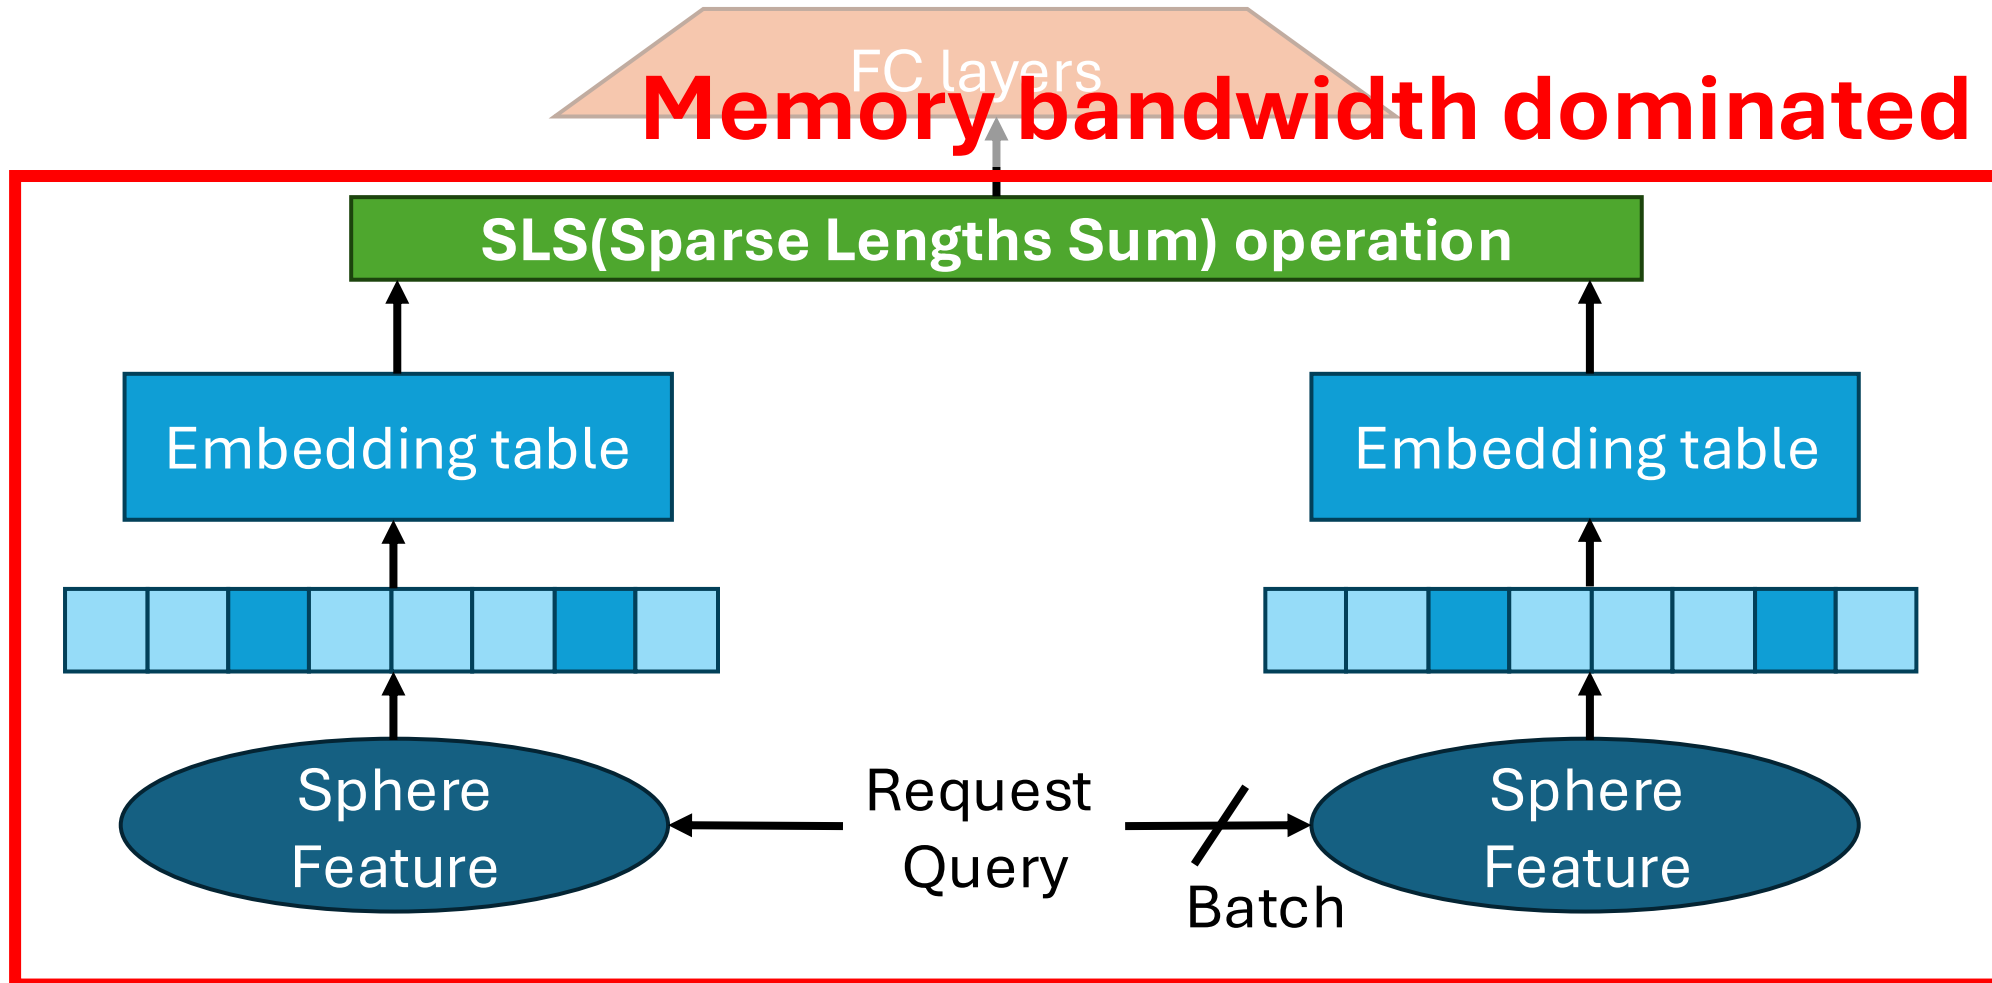 FC layers
Memory bandwidth dominated
SLS(Sparse Lengths Sum) operation
Embedding table
Embedding table
Sphere
Feature
Request
Query
Batch
Sphere
Feature